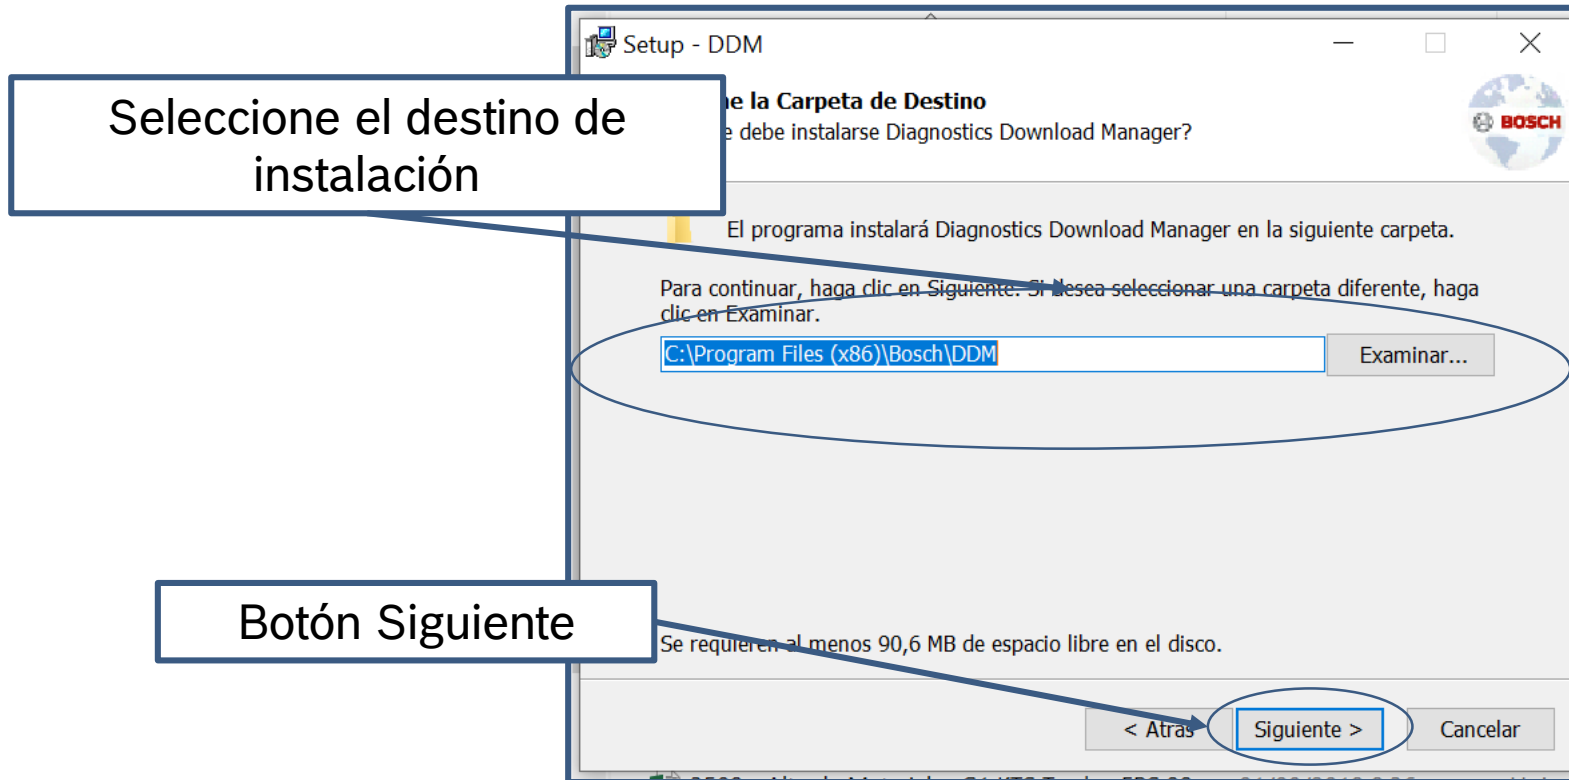 Setup - DDM
Seleccione el destino de
instalación
la Carpeta de Destino
debe instalarse Diagnostics Download Manager?
BOSCH
El programa instalará Diagnostics Download Manager en la siguiente carpeta.
Para continuar, haga clic en Siguiente. Si desea seleccionar una carpeta diferente, haga
clic en Examinar.
C:\Program Files (x86)\Bosch\DDM
Examinar...
Botón Siguiente
Se requieren al menos 90,6 MB de espacio libre en el disco.
< Atrás
Siguiente >
Cancelar